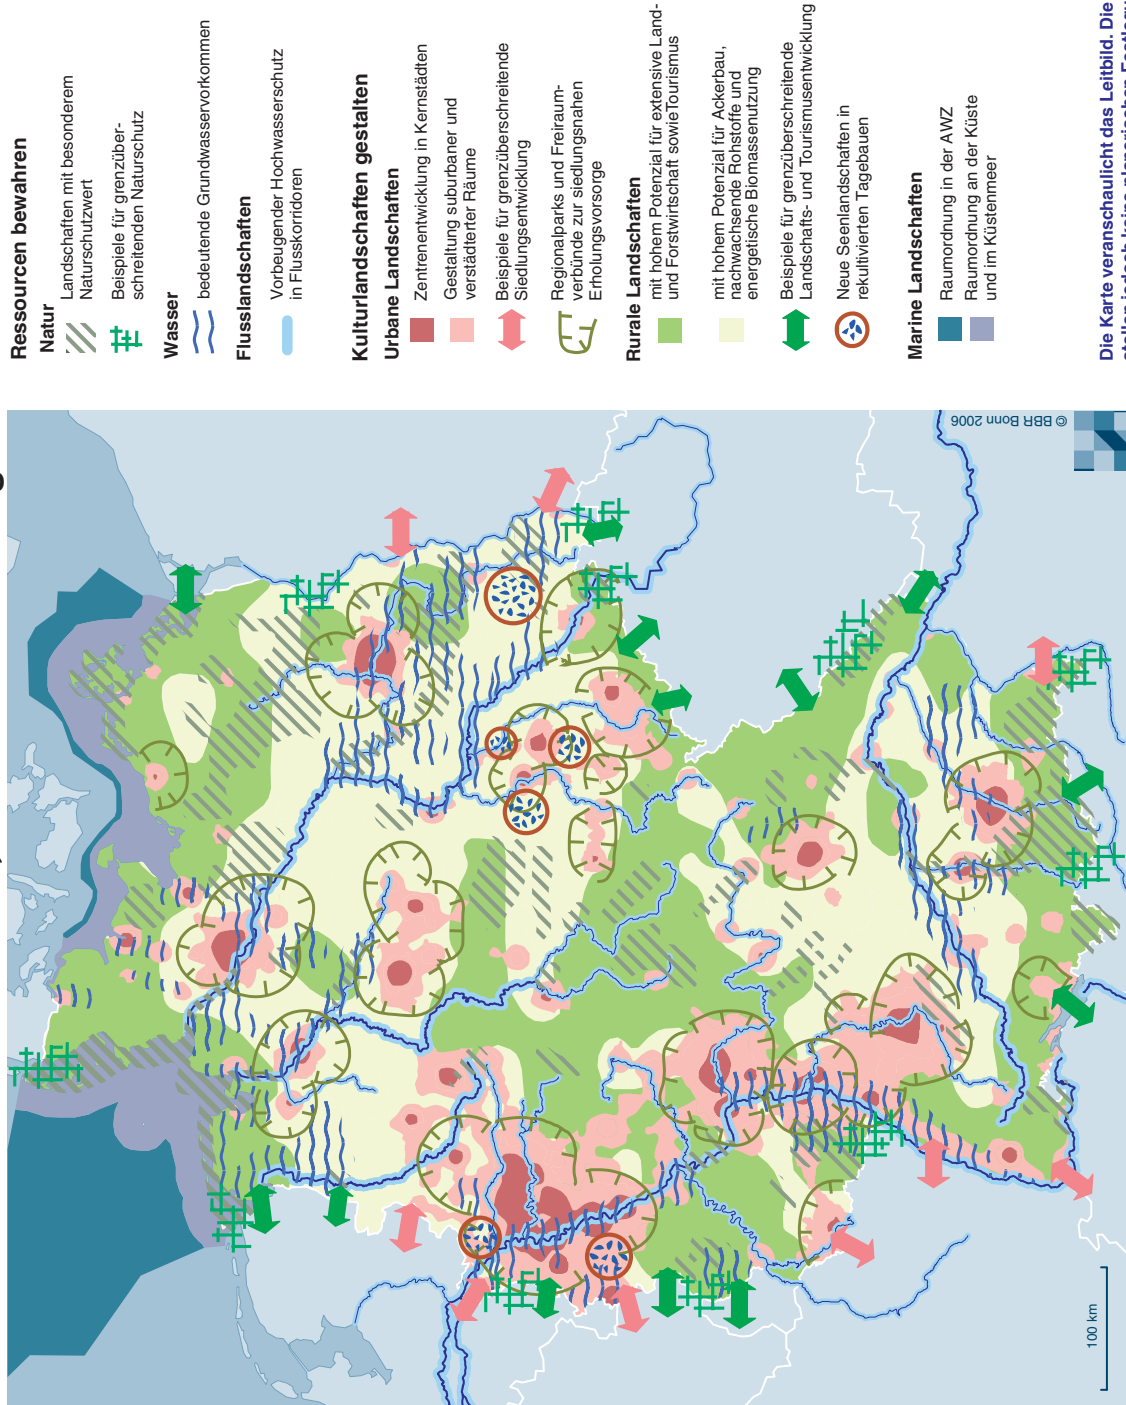 Ressourcen bewahren
Natur
Landschaften mit besonderem
Naturschutzwert
Beispiele für grenzüber-
schreitenden Naturschutz
Wasser
bedeutende Grundwasservorkommen
Flusslandschaften
Vorbeugender Hochwasserschutz
in Flusskorridoren
Kulturlandschaften gestalten
Urbane Landschaften
Zentrenentwicklung in Kernstädten
Gestaltung suburbaner und
verstädterter Räume
Beispiele für grenzüberschreitende
Siedlungsentwicklung
Regionalparks und Freiraum-
verbünde zur siedlungsnahen
Erholungsvorsorge
Rurale Landschaften
mit hohem Potenzial für extensive Land-
und Forstwirtschaft sowie Tourismus
mit hohem Potenzial für Ackerbau,
nachwachsende Rohstoffe und
energetische Biomassenutzung
Beispiele für grenzüberschreitende
Landschafts- und Tourismusentwicklung
Neue Seenlandschaften in
rekultivierten Tagebauen
Marine Landschaften
Raumordnung in der AWZ
Raumordnung an der Küste
und im Küstenmeer
Die Karte veranschaulicht das Leitbild. Die
© BBR Bonn 2006
100 km